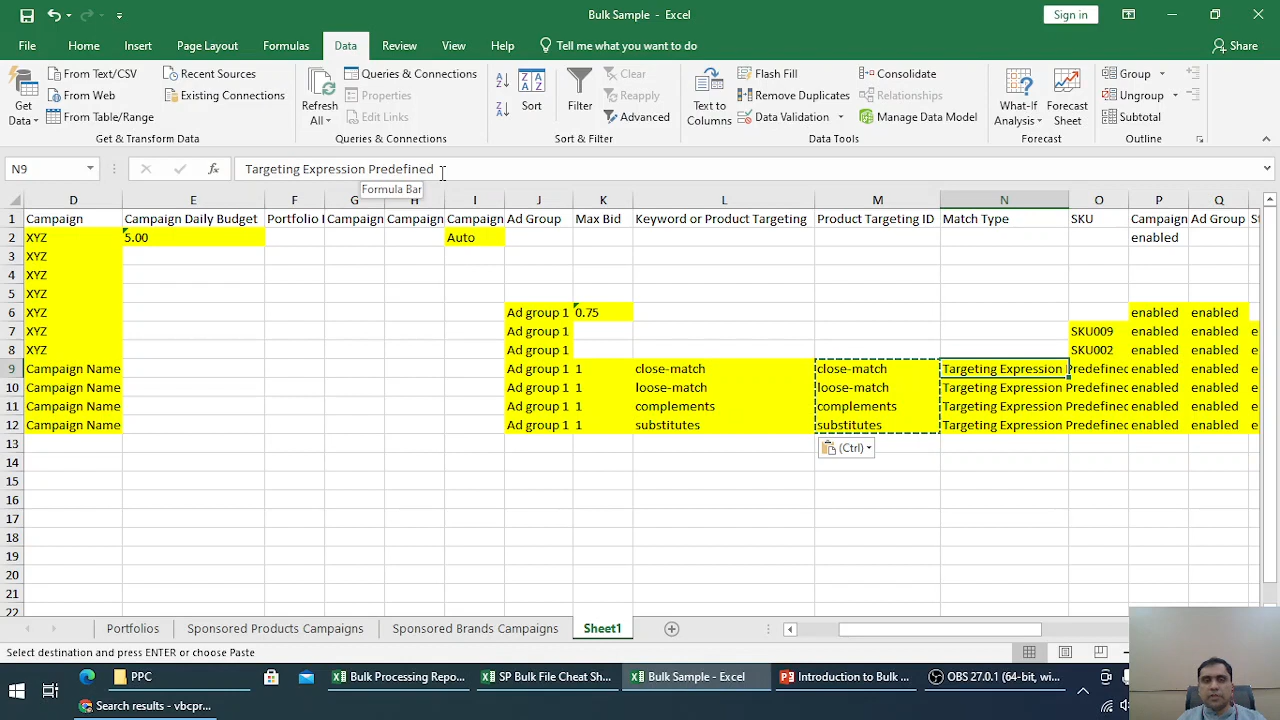 Bulk Sample - Excel
Sign in
File Home Insert Page Layout Formulas Data Review View Help Tell me what you want to do Share
Get Data
From Text/CSV
From Web
From Table/Range
Recent Sources
Existing Connections
Get & Transform Data
Refresh All
Queries & Connections
Properties
Edit Links
Queries & Connections
Sort
Filter
Clear
Reapply
Advanced
Sort & Filter
Text to Columns
Flash Fill
Remove Duplicates
Data Validation
Consolidate
Relationships
Manage Data Model
Data Tools
What-If Analysis
Forecast Sheet
Forecast
Group
Ungroup
Subtotal
Outline
N9 fx Targeting Expression Predefined
Formula Bar
D E F G H I J K L M N O P Q
1 Campaign Campaign Daily Budget Portfolio I Campaign Campaign Campaign Ad Group Max Bid Keyword or Product Targeting Product Targeting ID Match Type SKU Campaign Ad Group
2 XYZ 5.00 Auto enabled
3 XYZ
4 XYZ
5 XYZ
6 XYZ Ad group 1 0.75 enabled enabled
7 XYZ Ad group 1 SKU009 enabled enabled e
8 XYZ Ad group 1 SKU002 enabled enabled e
9 Campaign Name Ad group 1 1 close-match close-match Targeting Expression Predefined enabled enabled e
10 Campaign Name Ad group 1 1 loose-match loose-match Targeting Expression Predefined enabled enabled e
11 Campaign Name Ad group 1 1 complements complements Targeting Expression Predefined enabled enabled e
12 Campaign Name Ad group 1 1 substitutes substitutes Targeting Expression Predefined enabled enabled e
13
(Ctrl)
14
15
16
17
18
19
20
21
22
Portfolios Sponsored Products Campaigns Sponsored Brands Campaigns Sheet1
Select destination and press ENTER or choose Paste
PPC
Bulk Processing Repo...
SP Bulk File Cheat Sh...
Bulk Sample - Excel
Introduction to Bulk ...
OBS 27.0.1 (64-bit, wi...
Search results - vbcpr...